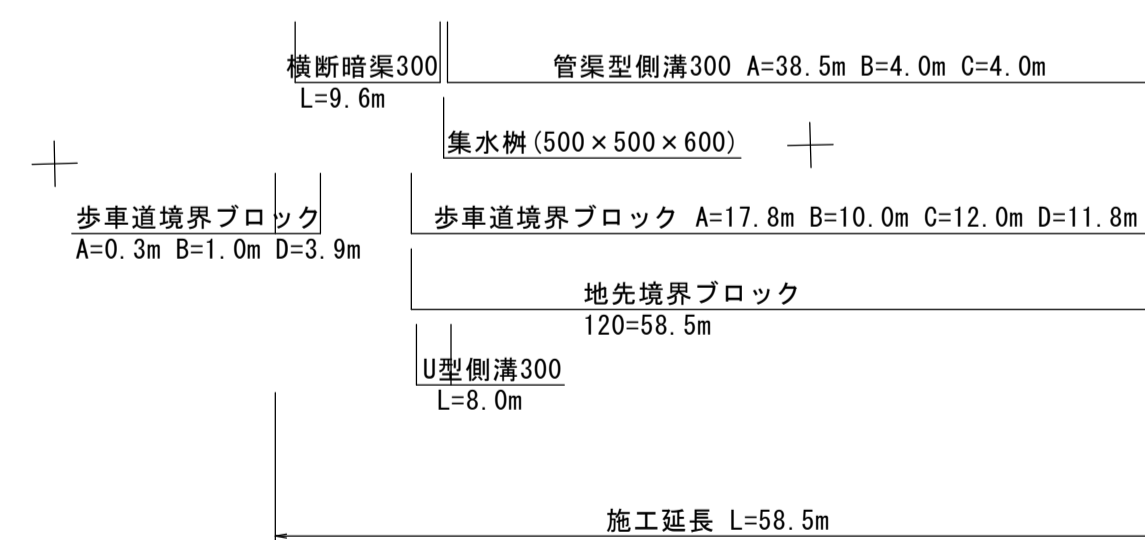 横断暗渠300
L=9.6m
管渠型側溝300 A=38.5m B=4.0m C=4.0m
集水桝(500×500×600)
歩車道境界ブロック
A=0.3m B=1.0m D=3.9m
歩車道境界ブロック A=17.8m B=10.0m C=12.0m D=11.8m
地先境界ブロック
120=58.5m
U型側溝300
L=8.0m
施工延長 L=58.5m